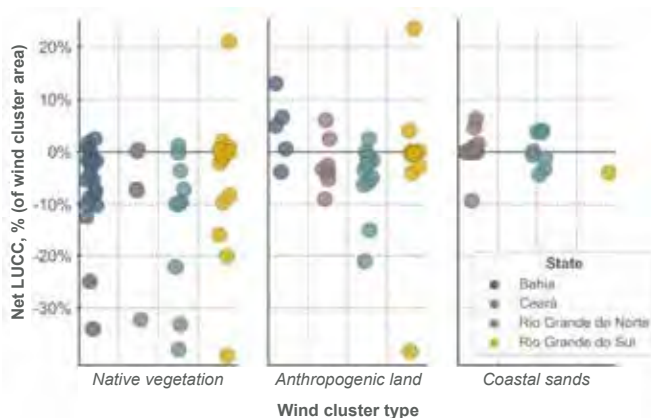 Net LUCC, % (of wind cluster area)
20%
10%
0%
-10%
-20%
-30%
Native vegetation
Anthropogenic land
Coastal sands
Wind cluster type
State
Bahia
Ceará
Rio Grande do Norte
Rio Grande do Sul